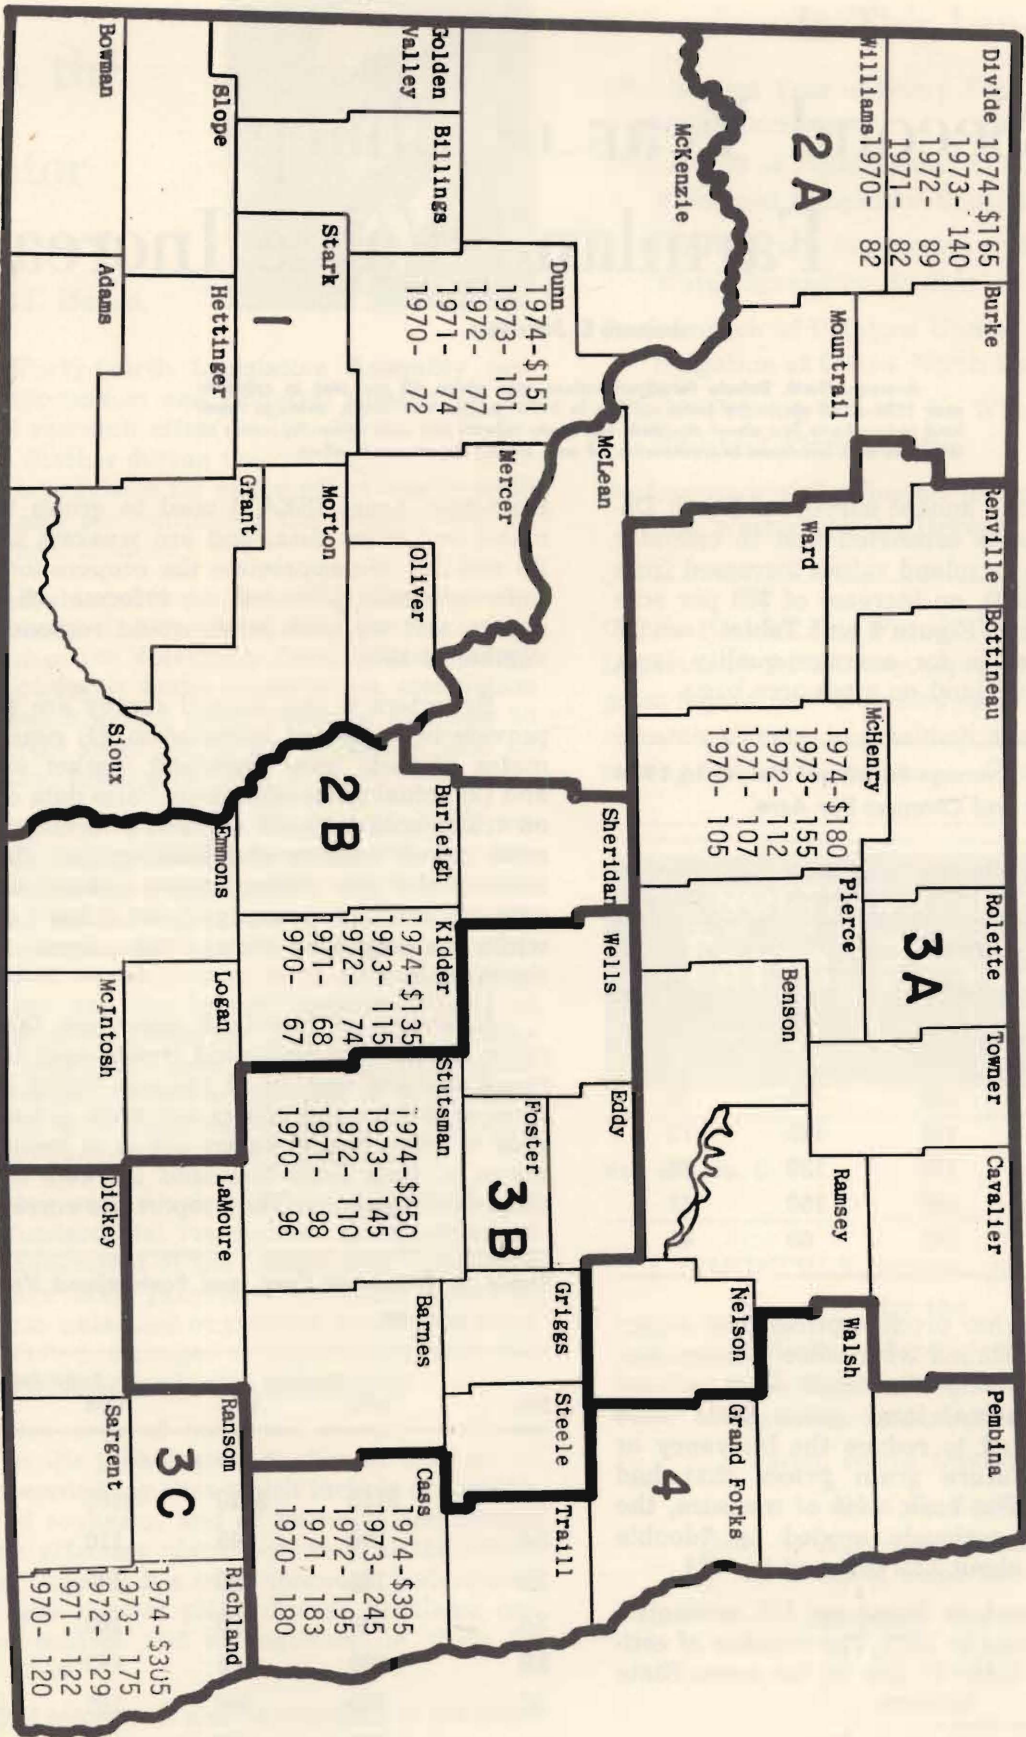 Divide 1974-$165
1973- 140
1972- 89
1971- 82
Williams 1970- 82
Burke
Renville
Bottineau
Rolette
Towner
Cavalier
Pembina
2A
Mountrail
Ward
McHenry
1974-$180
1973- 155
1972- 112
1971- 107
1970- 105
Pierce
3A
Benson
Ramsey
Walsh
Nelson
Grand Forks
4
McKenzie
McLean
Sheridan
Wells
Eddy
Foster
Griggs
Steele
Traill
Dunn
1974-$151
1973- 101
1972- 77
1971- 74
1970- 72
Mercer
Oliver
Golden
Valley
Billings
Stark
1
Morton
Burleigh
2B
Kidder
1974-$135
1973- 115
1972- 74
1971- 68
1970- 67
Stutsman
1974-$250
1973- 145
1972- 110
1971- 98
1970- 96
3B
Barnes
Cass
1974-$395
1973- 245
1972- 195
1971- 183
1970- 180
Slope
Hettinger
Grant
Emmons
Logan
LaMoure
Ransom
Richland
Bowman
Adams
Sioux
McIntosh
Dickey
Sargent
3C
1974-$305
1973- 175
1972- 129
1971- 122
1970- 120